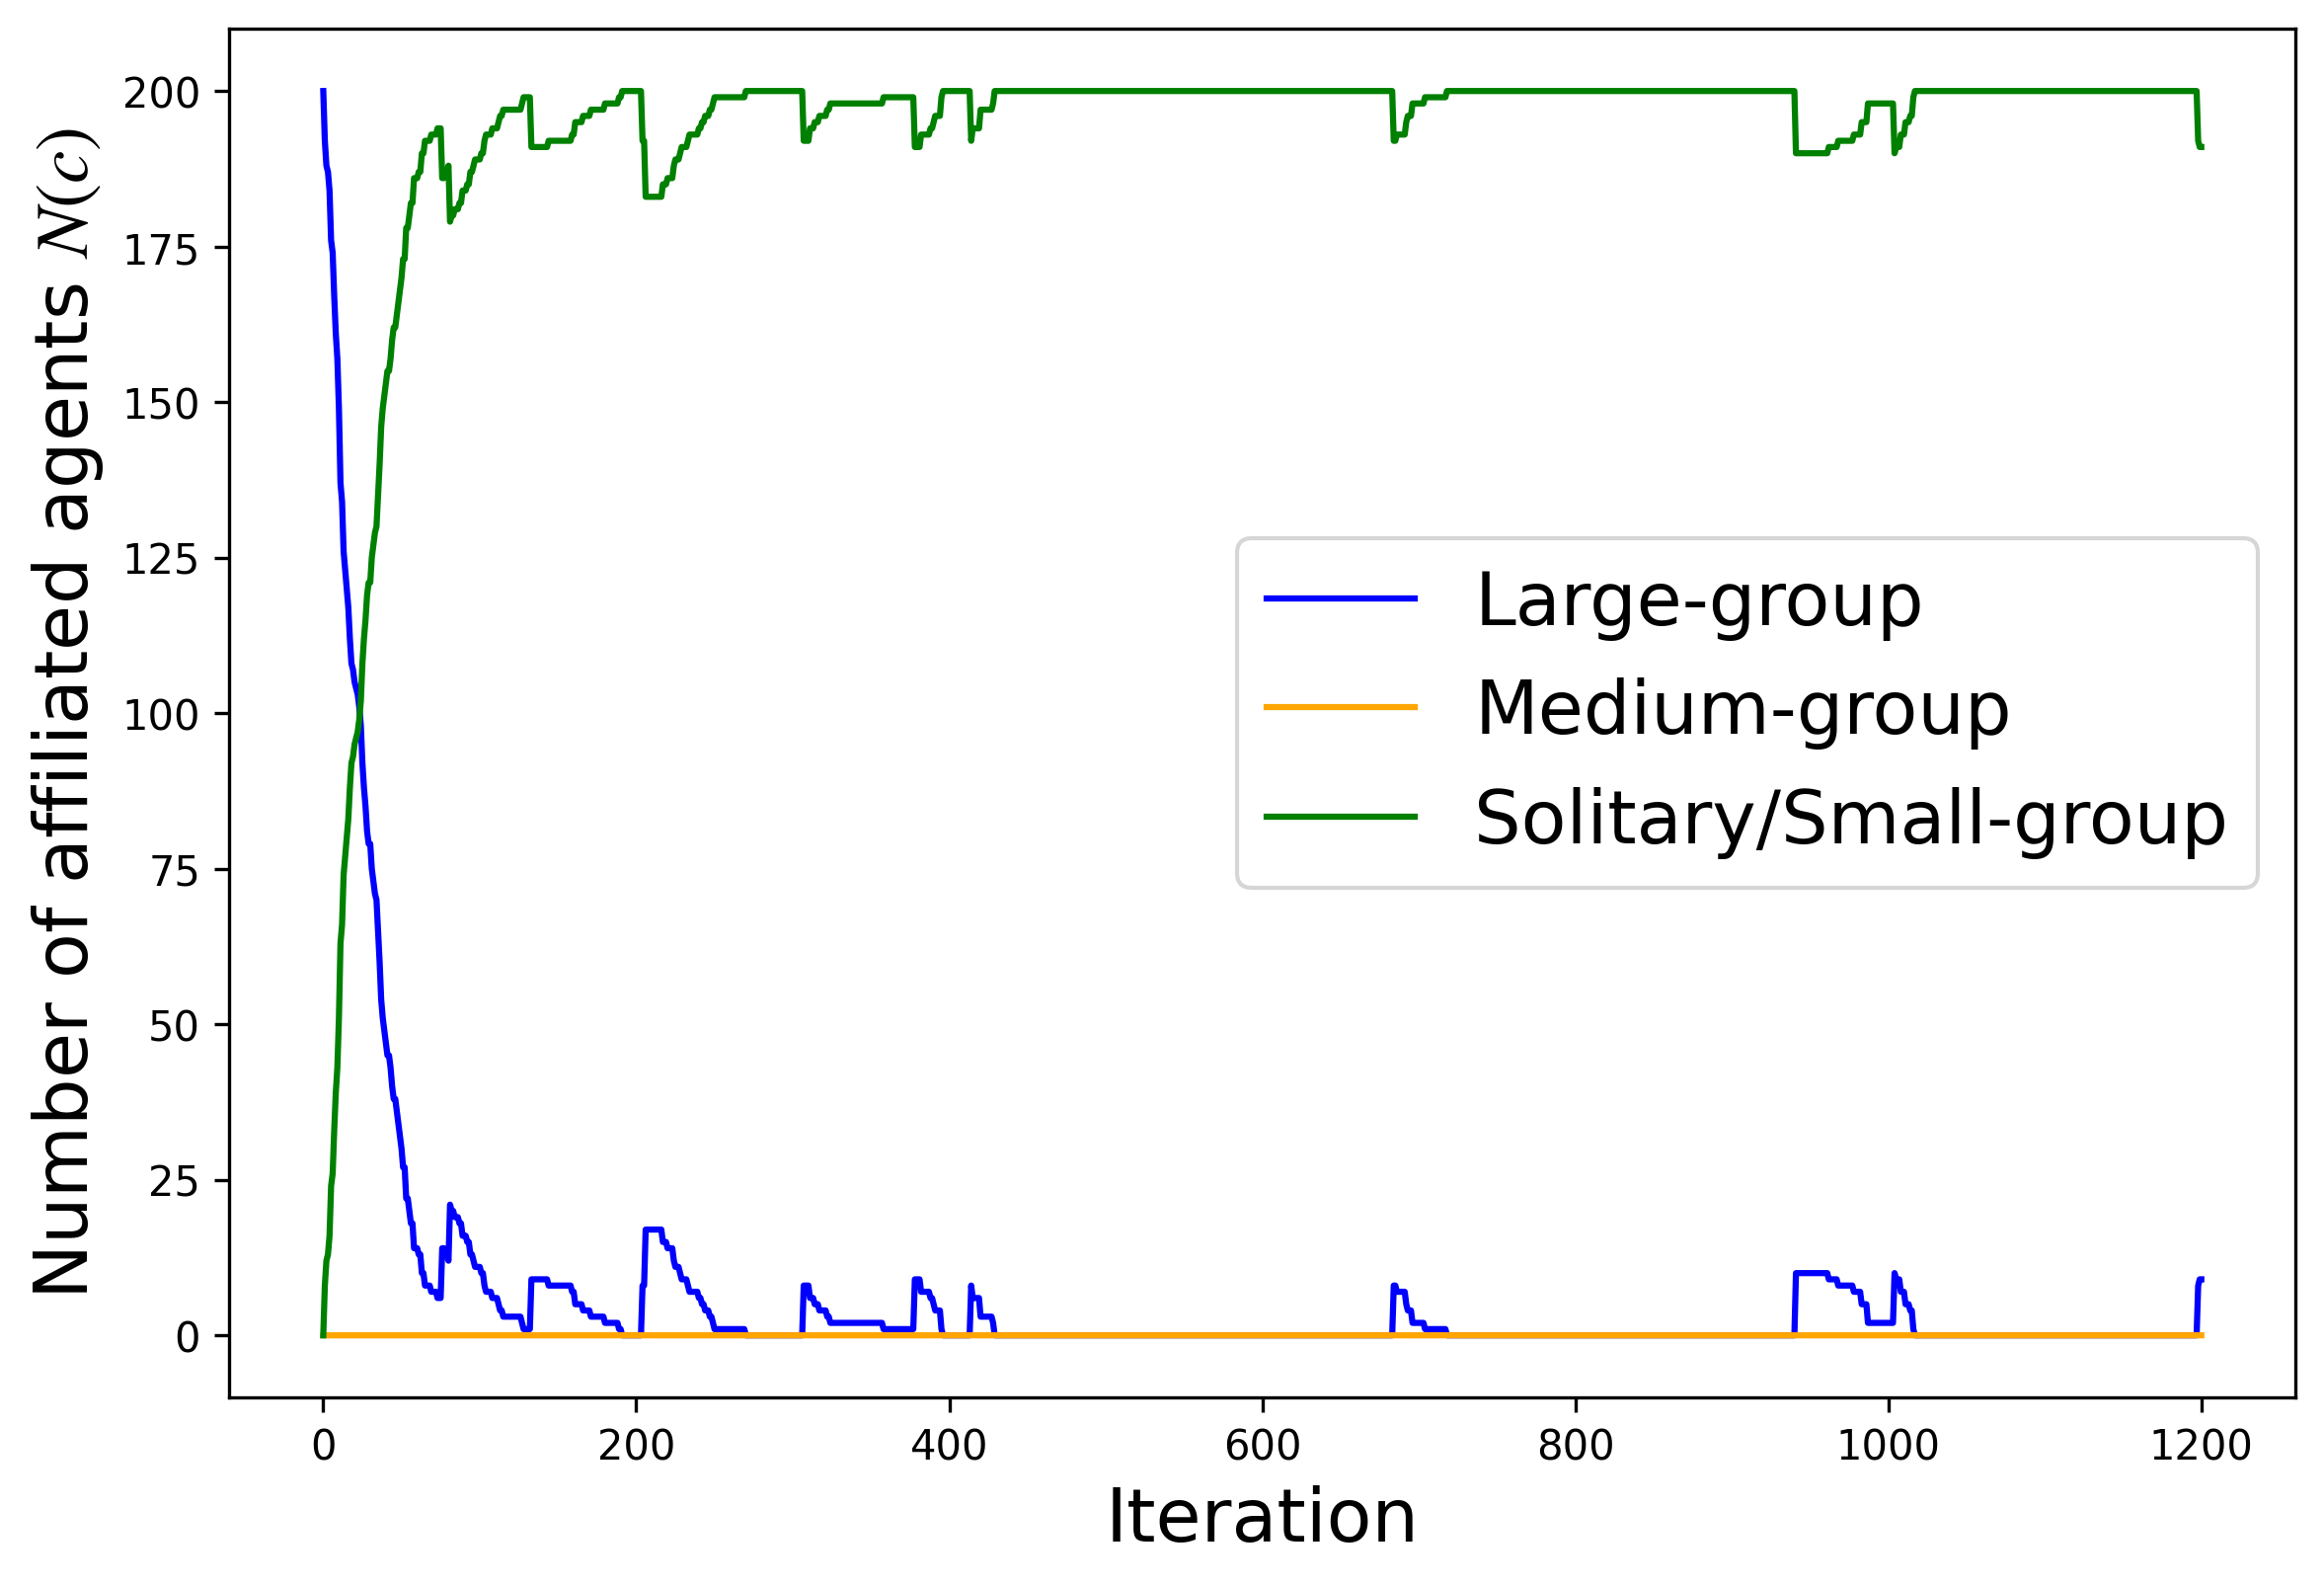 Number of affiliated agents N(c)
200
175
150
125
100
75
50
25
0
Large-group
Medium-group
Solitary/Small-group
0 200 400 600 800 1000 1200
Iteration